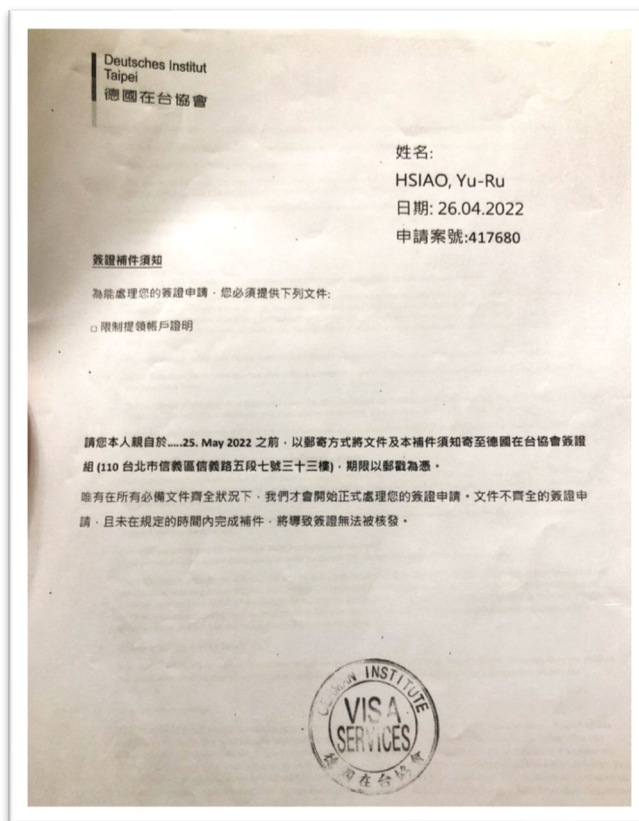 Deutsches Institut
Taipei
德國在台協會
姓名:
HSIAO, Yu-Ru
日期: 26.04.2022
申請案號:417680
簽證補件須知
為能處理您的簽證申請，您必須提供下列文件:
□ 限制提領帳戶證明
請您本人親自於.....25. May 2022 之前，以郵寄方式將文件及本補件須知寄至德國在台協會簽證
組 (110 台北市信義區信義路五段七號三十三樓)，期限以郵戳為憑。
唯有在所有必備文件齊全狀況下，我們才會開始正式處理您的簽證申請。文件不齊全的簽證申
請，且未在規定的時間內完成補件，將導致簽證無法被核發。
GERMAN INSTITUTE
VISA
SERVICES
德國在台協會